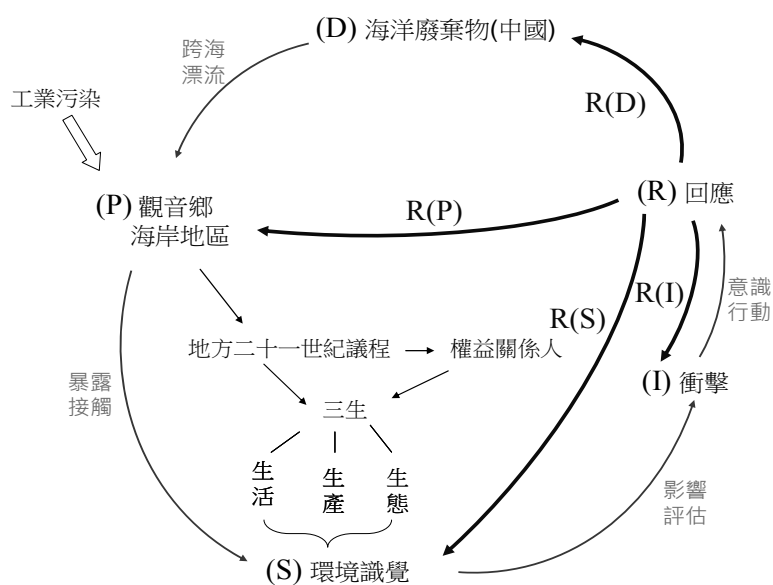 (D) 海洋廢棄物(中國)
跨海
漂流
工業污染
R(D)
(P) 觀音鄉
海岸地區
R(P)
(R) 回應
意識
行動
R(I)
R(S)
地方二十一世紀議程
權益關係人
(I) 衝擊
暴露
接觸
三生
生活
生產
生態
影響
評估
(S) 環境識覺